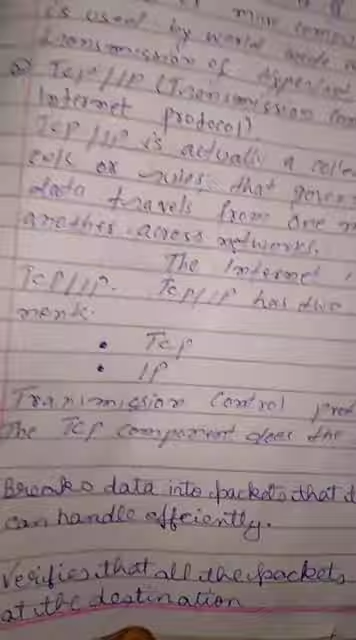 is used by world wide
transmission of
② TCP/IP (Transmission
Internet protocol).
TCP/IP is actually a
or rules that
data travels from one
another across networks.
The Internet
TCP/IP. TCP/IP has two
ment:
• TCP
• IP
Transmission Control
The TCP component does the
Breaks data into packets that
can handle efficiently.
Verifies that all the packets
at the destination